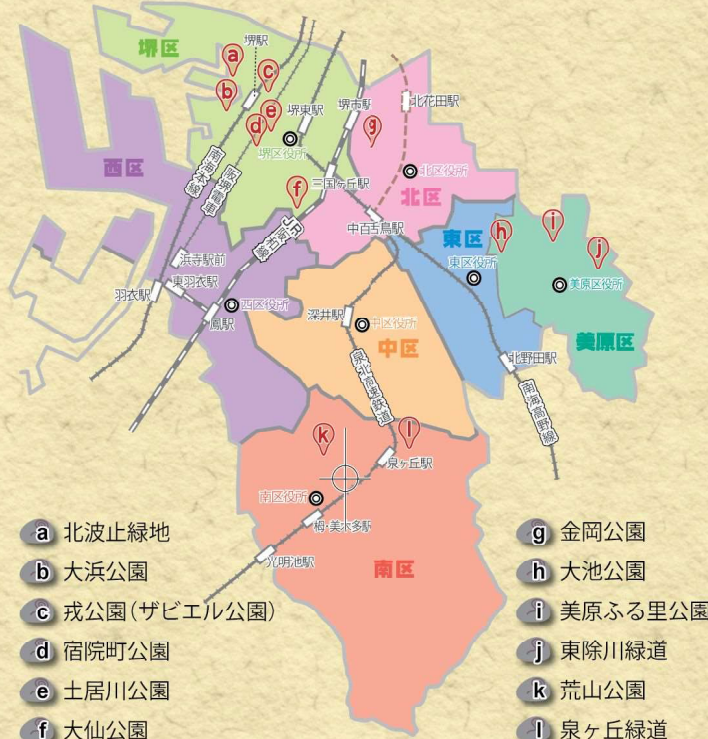 堺区
堺駅
a
c
b
e
d
堺東駅
堺市駅
g
北花田駅
堺区役所
西区
南海本線
阪堺電車
三国ヶ丘駅
北区役所
北区
f
JR阪和線
中百舌鳥駅
東区
h
i
j
東区役所
美原区役所
浜寺駅前
東羽衣駅
羽衣駅
西区役所
鳳駅
深井駅
中区役所
中区
美原区
北野田駅
泉北高速鉄道
南海高野線
k
l
泉ヶ丘駅
南区役所
栂・美木多駅
光明池駅
南区
a 北波止緑地
b 大浜公園
c 戎公園(ザビエル公園)
d 宿院町公園
e 土居川公園
f 大仙公園
g 金岡公園
h 大池公園
i 美原ふる里公園
j 東除川緑道
k 荒山公園
l 泉ヶ丘緑道